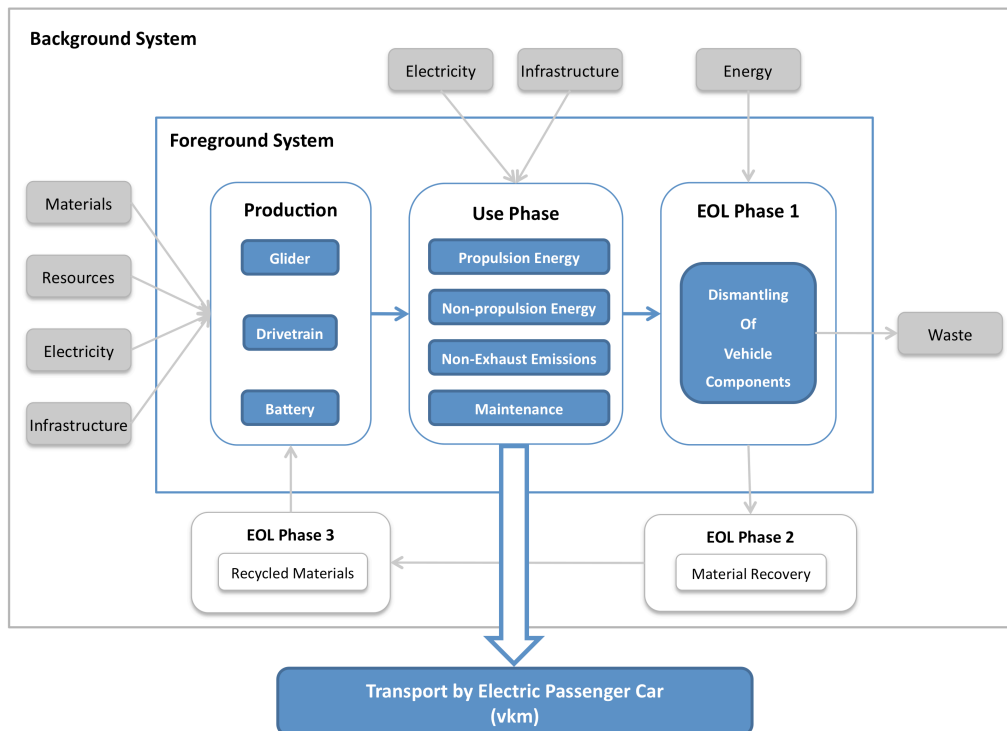 Background System
Electricity
Infrastructure
Energy
Foreground System
Materials
Resources
Electricity
Infrastructure
Production
Glider
Drivetrain
Battery
Use Phase
Propulsion Energy
Non-propulsion Energy
Non-Exhaust Emissions
Maintenance
EOL Phase 1
Dismantling
Of
Vehicle
Components
Waste
EOL Phase 3
Recycled Materials
EOL Phase 2
Material Recovery
Transport by Electric Passenger Car
(vkm)